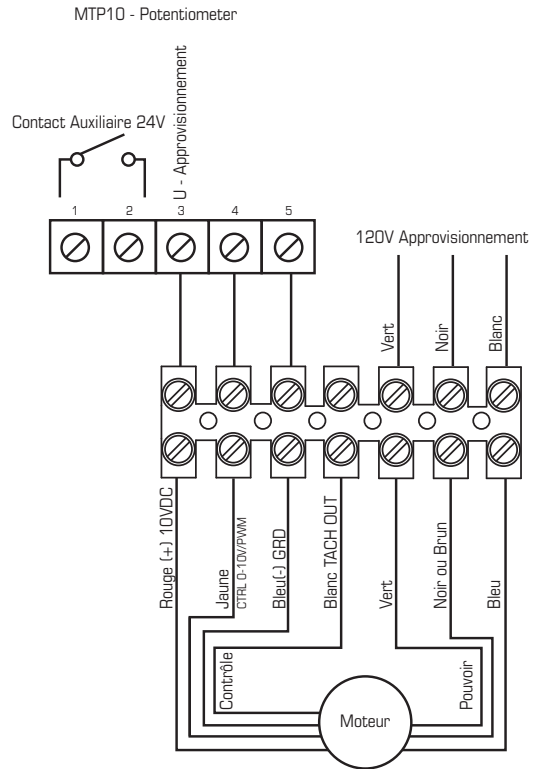 MTP10 - Potentiometer
U - Approvisionnement
Contact Auxiliaire 24V
1 2 3 4 5
120V Approvisionnement
Vert
Noir
Blanc
Rouge (+) 10VDC
Jaune
CTRL 0-10V/PWM
Bleu(-) GRD
Blanc TACH OUT
Vert
Noir ou Brun
Bleu
Contrôle
Pouvoir
Moteur